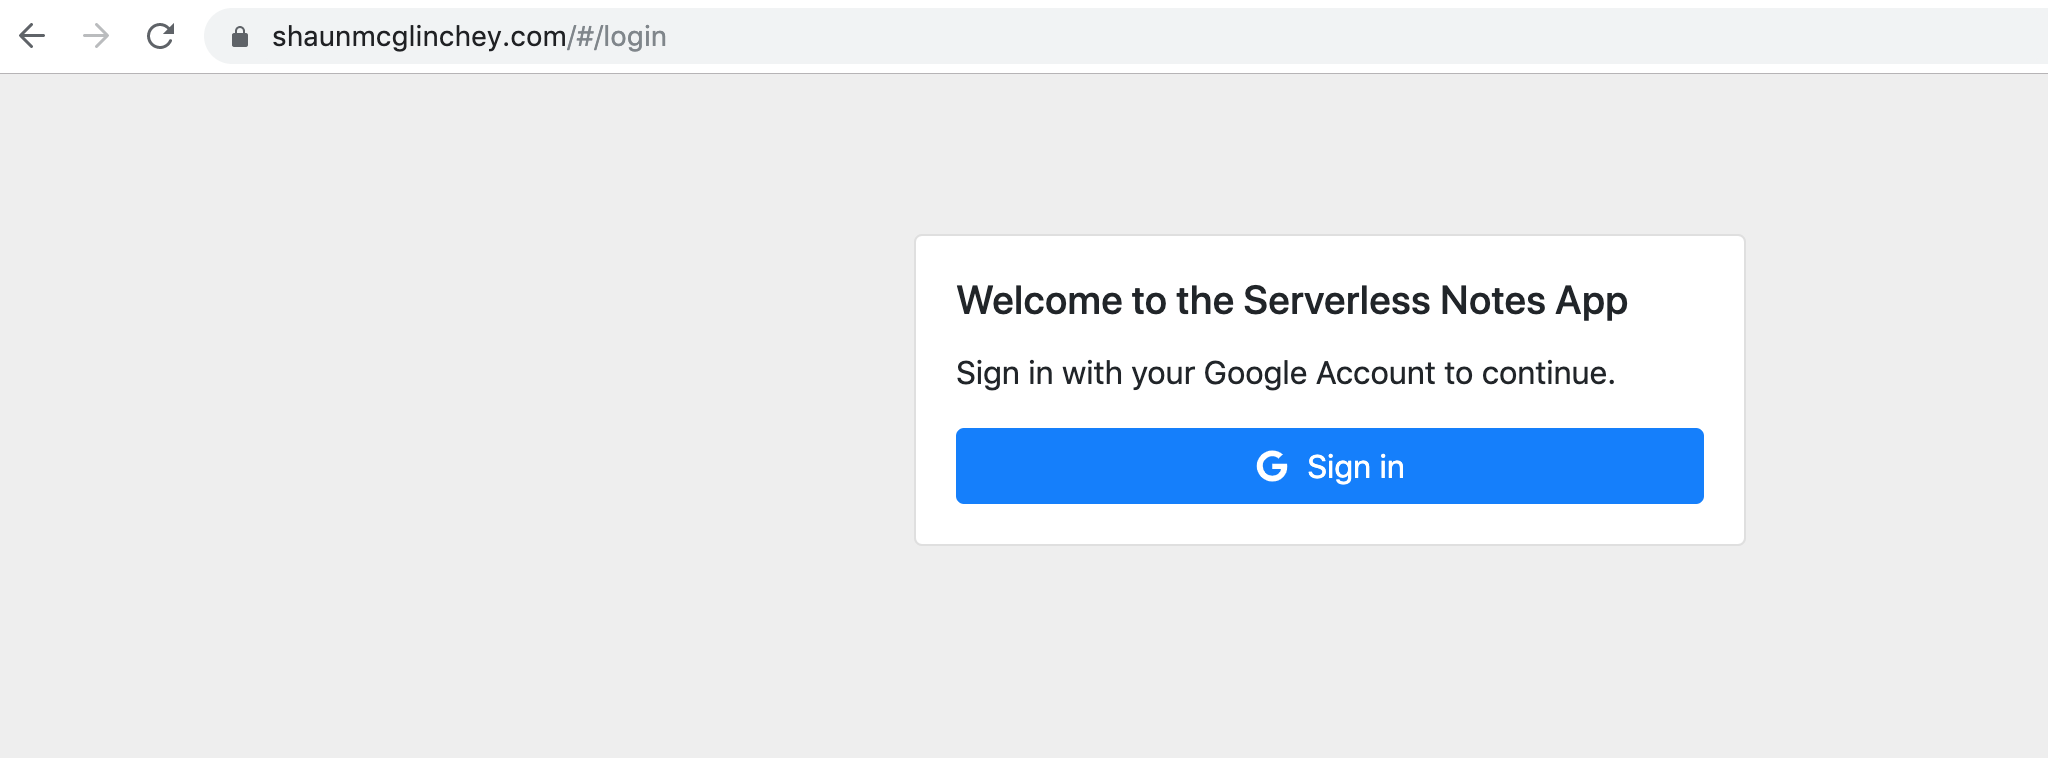 shaunmcglinchey.com/#/login
Welcome to the Serverless Notes App
Sign in with your Google Account to continue.
G Sign in